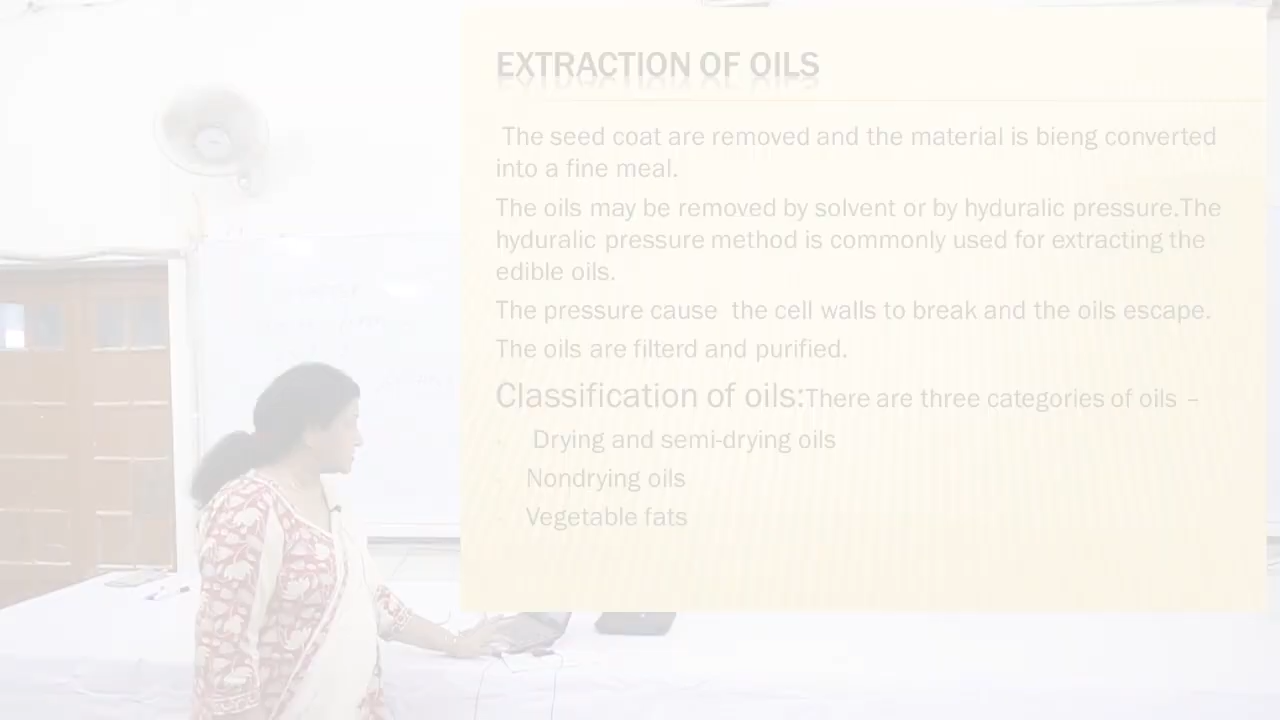 EXTRACTION OF OILS
The seed coat are removed and the material is bieng converted
into a fine meal.
The oils may be removed by solvent or by hyduralic pressure.The
hyduralic pressure method is commonly used for extracting the
edible oils.
The pressure cause the cell walls to break and the oils escape.
The oils are filterd and purified.
Classification of oils:There are three categories of oils –
Drying and semi-drying oils
Nondrying oils
Vegetable fats